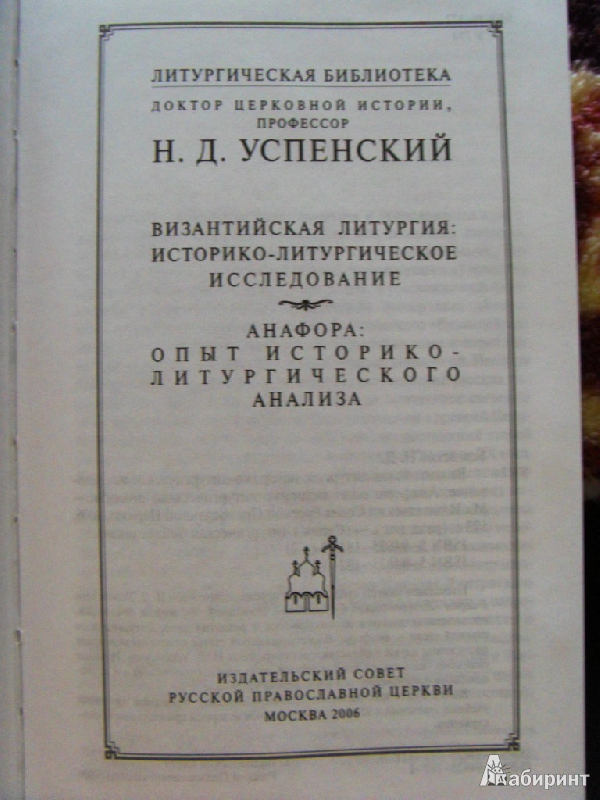 ЛИТУРГИЧЕСКАЯ БИБЛИОТЕКА
ДОКТОР ЦЕРКОВНОЙ ИСТОРИИ,
ПРОФЕССОР
Н. Д. УСПЕНСКИЙ
ВИЗАНТИЙСКАЯ ЛИТУРГИЯ:
ИСТОРИКО-ЛИТУРГИЧЕСКОЕ
ИССЛЕДОВАНИЕ
АНАФОРА:
ОПЫТ ИСТОРИКО-
ЛИТУРГИЧЕСКОГО
АНАЛИЗА
ИЗДАТЕЛЬСКИЙ СОВЕТ
РУССКОЙ ПРАВОСЛАВНОЙ ЦЕРКВИ
МОСКВА 2006
Лабиринт